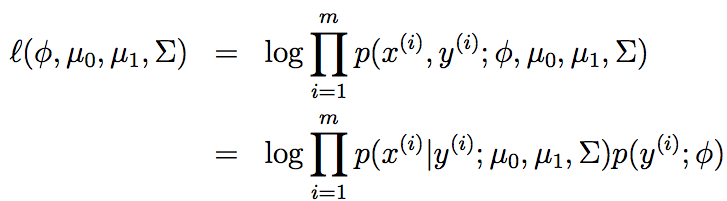 ℓ(ϕ, μ₀, μ₁, Σ) = log ∏_{i=1}^{m} p(x⁽ⁱ⁾, y⁽ⁱ⁾; ϕ, μ₀, μ₁, Σ)
= log ∏_{i=1}^{m} p(x⁽ⁱ⁾|y⁽ⁱ⁾; μ₀, μ₁, Σ)p(y⁽ⁱ⁾; ϕ)